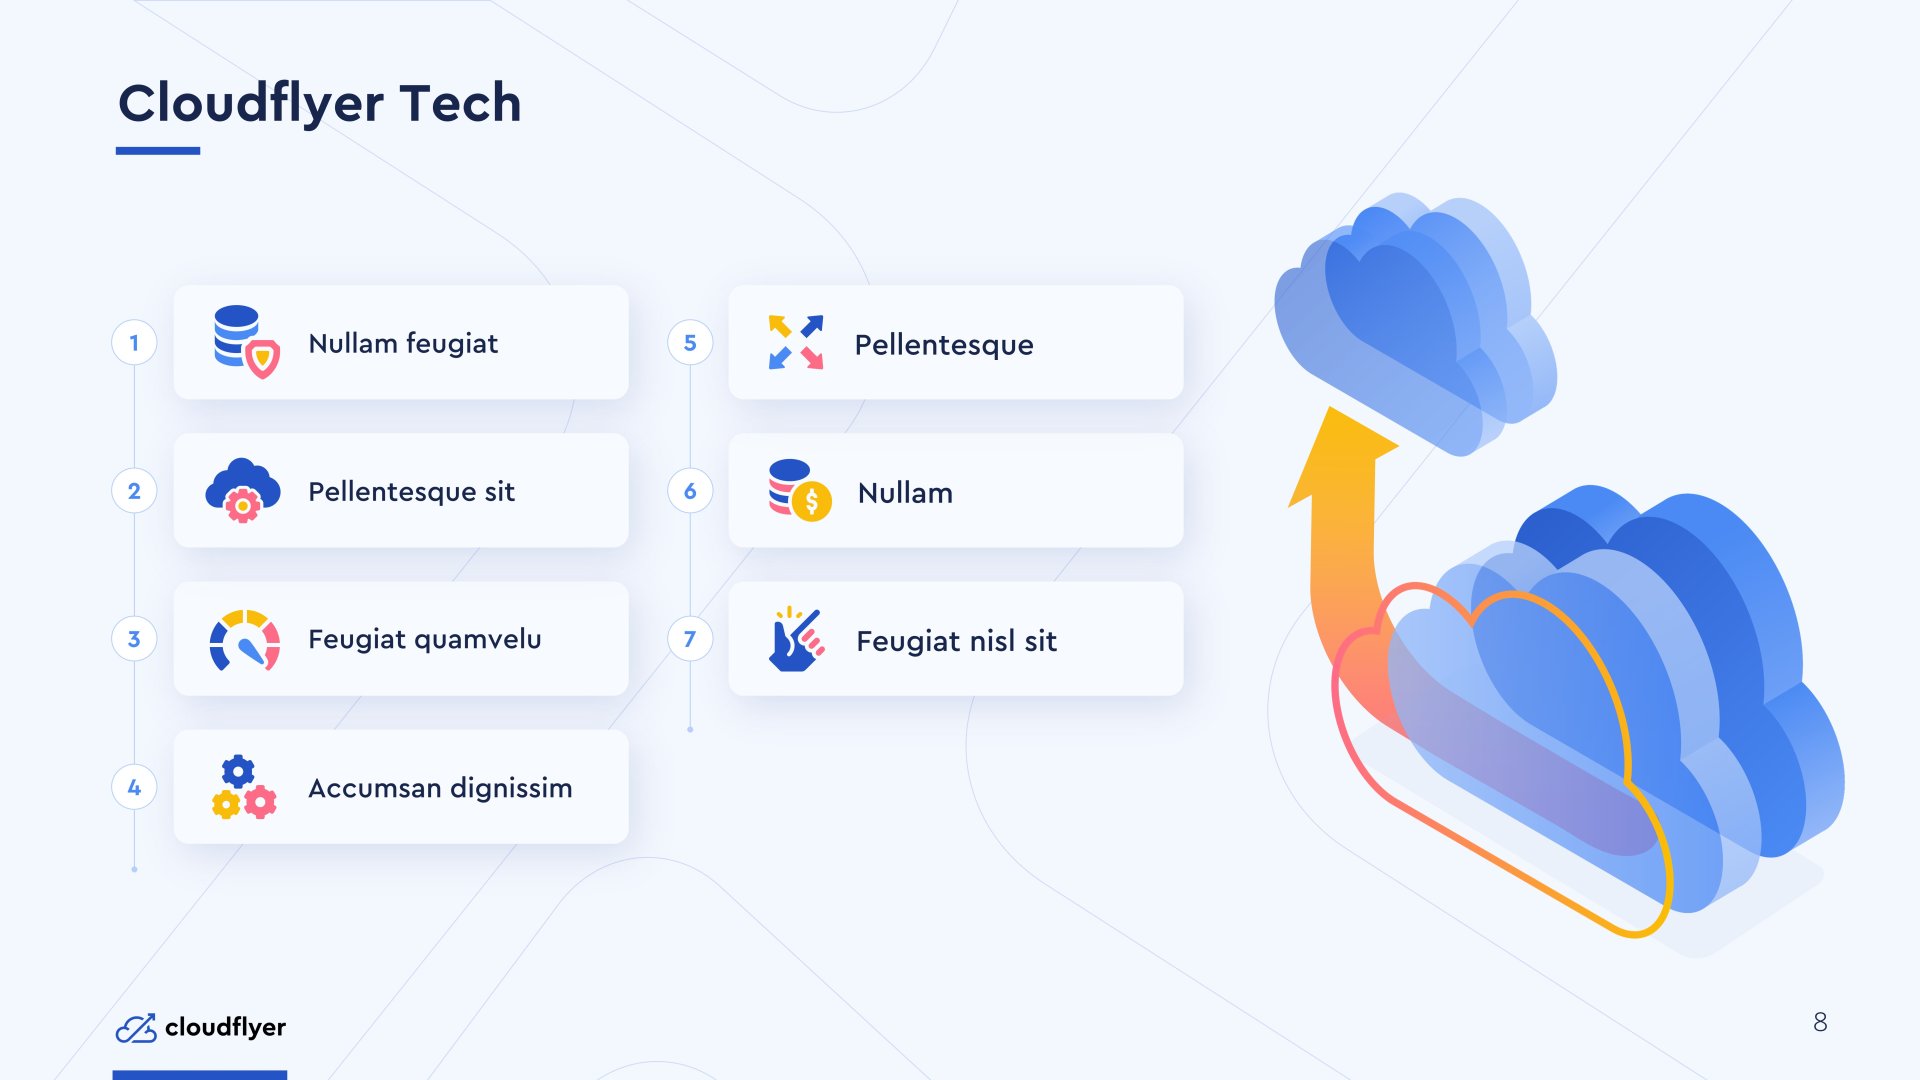 Cloudflyer Tech
1
Nullam feugiat
2
Pellentesque sit
3
Feugiat quamvelu
4
Accumsan dignissim
5
Pellentesque
6
$
Nullam
7
Feugiat nisl sit
cloudflyer
8